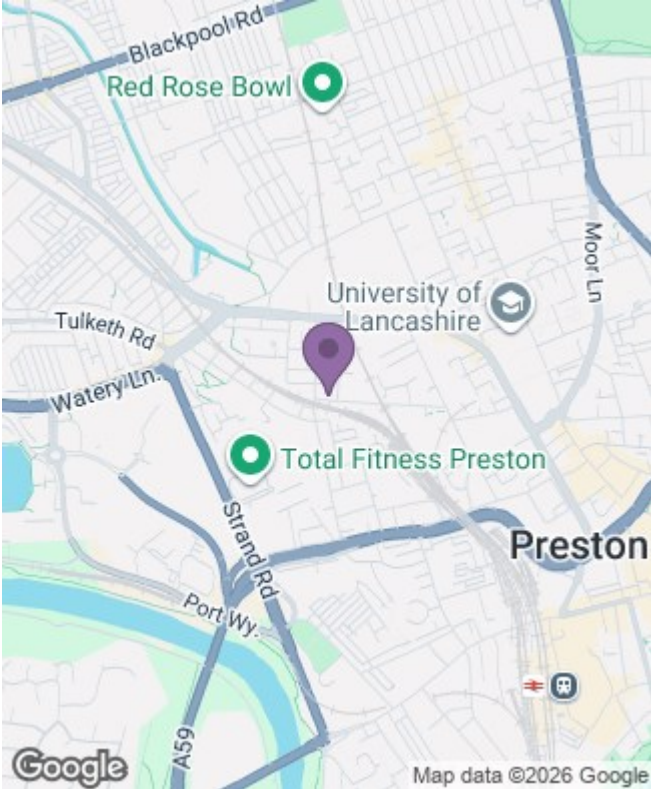 Blackpool Rd
Red Rose Bowl
Moor Ln
University of
Lancashire
Tulketh Rd
Watery Ln.
Total Fitness Preston
Strand Rd
Preston
Port Wy.
A59
Google
Map data ©2026 Google